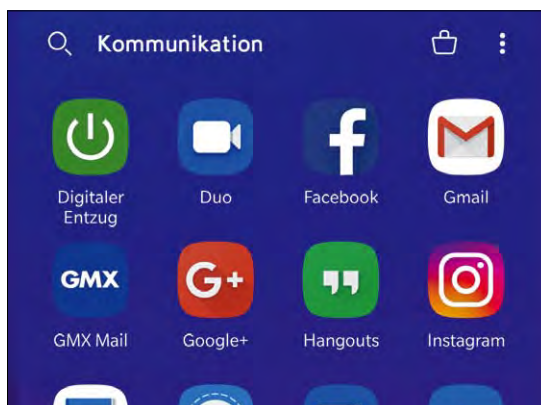 Kommunikation
Digitaler Duo Facebook Gmail
Entzug
GMX
G+
GMX Mail Google+ Hangouts Instagram